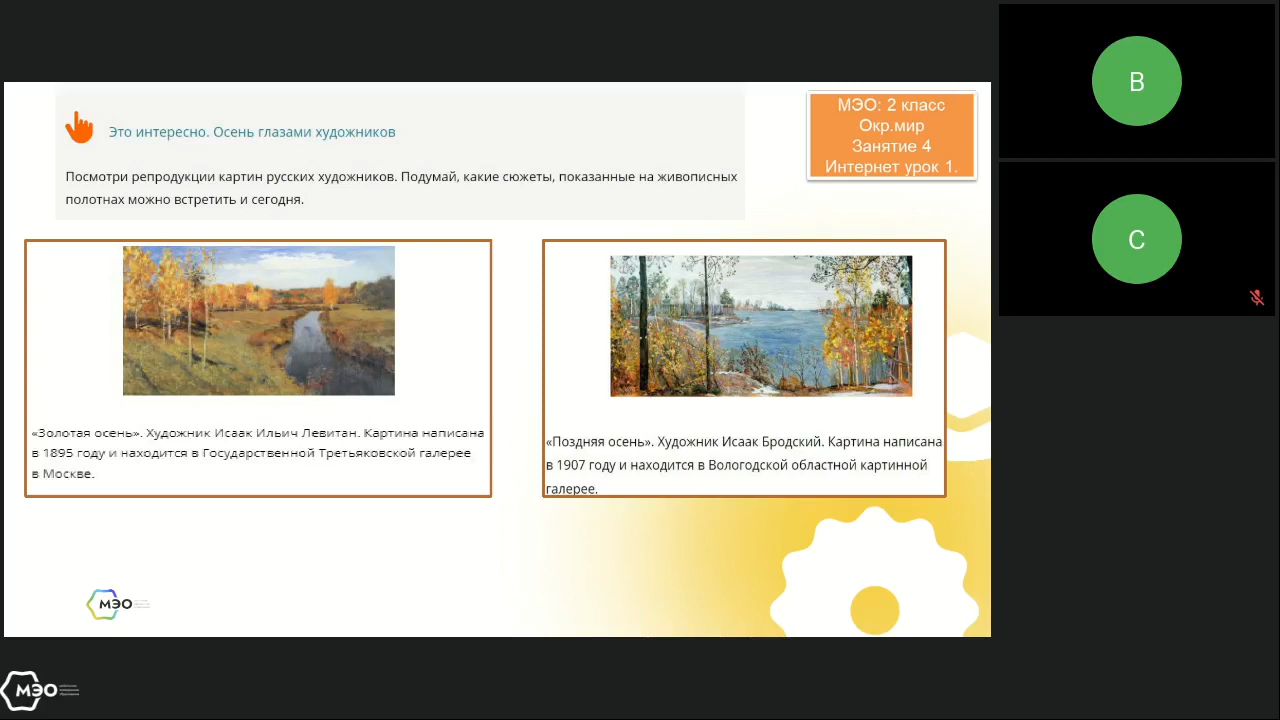 Это интересно. Осень глазами художников
Посмотри репродукции картин русских художников. Подумай, какие сюжеты, показанные на живописных
полотнах можно встретить и сегодня.
МЭО: 2 класс
Окр.мир
Занятие 4
Интернет урок 1.
«Золотая осень». Художник Исаак Ильич Левитан. Картина написана
в 1895 году и находится в Государственной Третьяковской галерее
в Москве.
«Поздняя осень». Художник Исаак Бродский. Картина написана
в 1907 году и находится в Вологодской областной картинной
галерее.
МЭО
МЭО
B
C